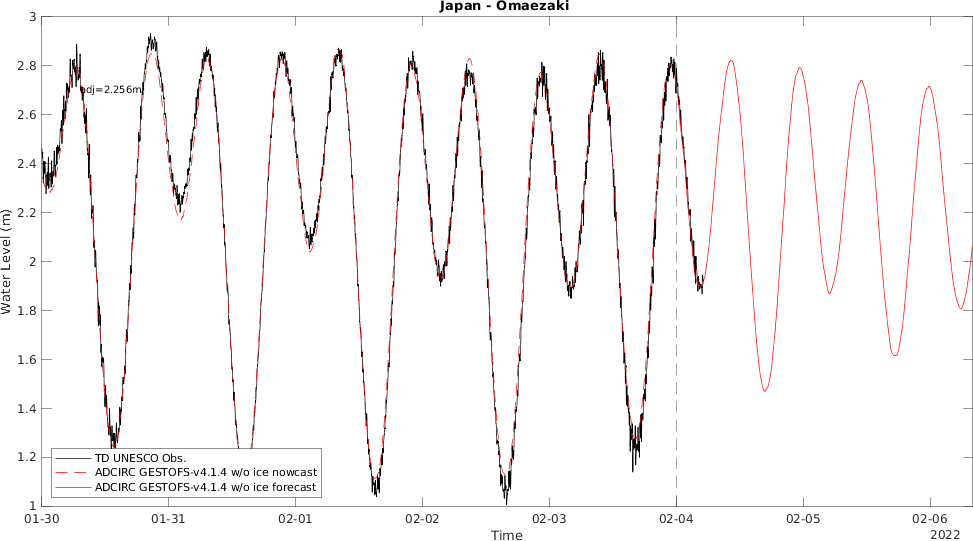 Japan - Omaezaki
3
2.8
2.6
2.4
2.2
2
1.8
1.6
1.4
1.2
1
Water Level (m)
adj=2.256m
TD UNESCO Obs.
ADCIRC GESTOFS-v4.1.4 w/o ice nowcast
ADCIRC GESTOFS-v4.1.4 w/o ice forecast
01-30 01-31 02-01 02-02 02-03 02-04 02-05 02-06
Time
2022